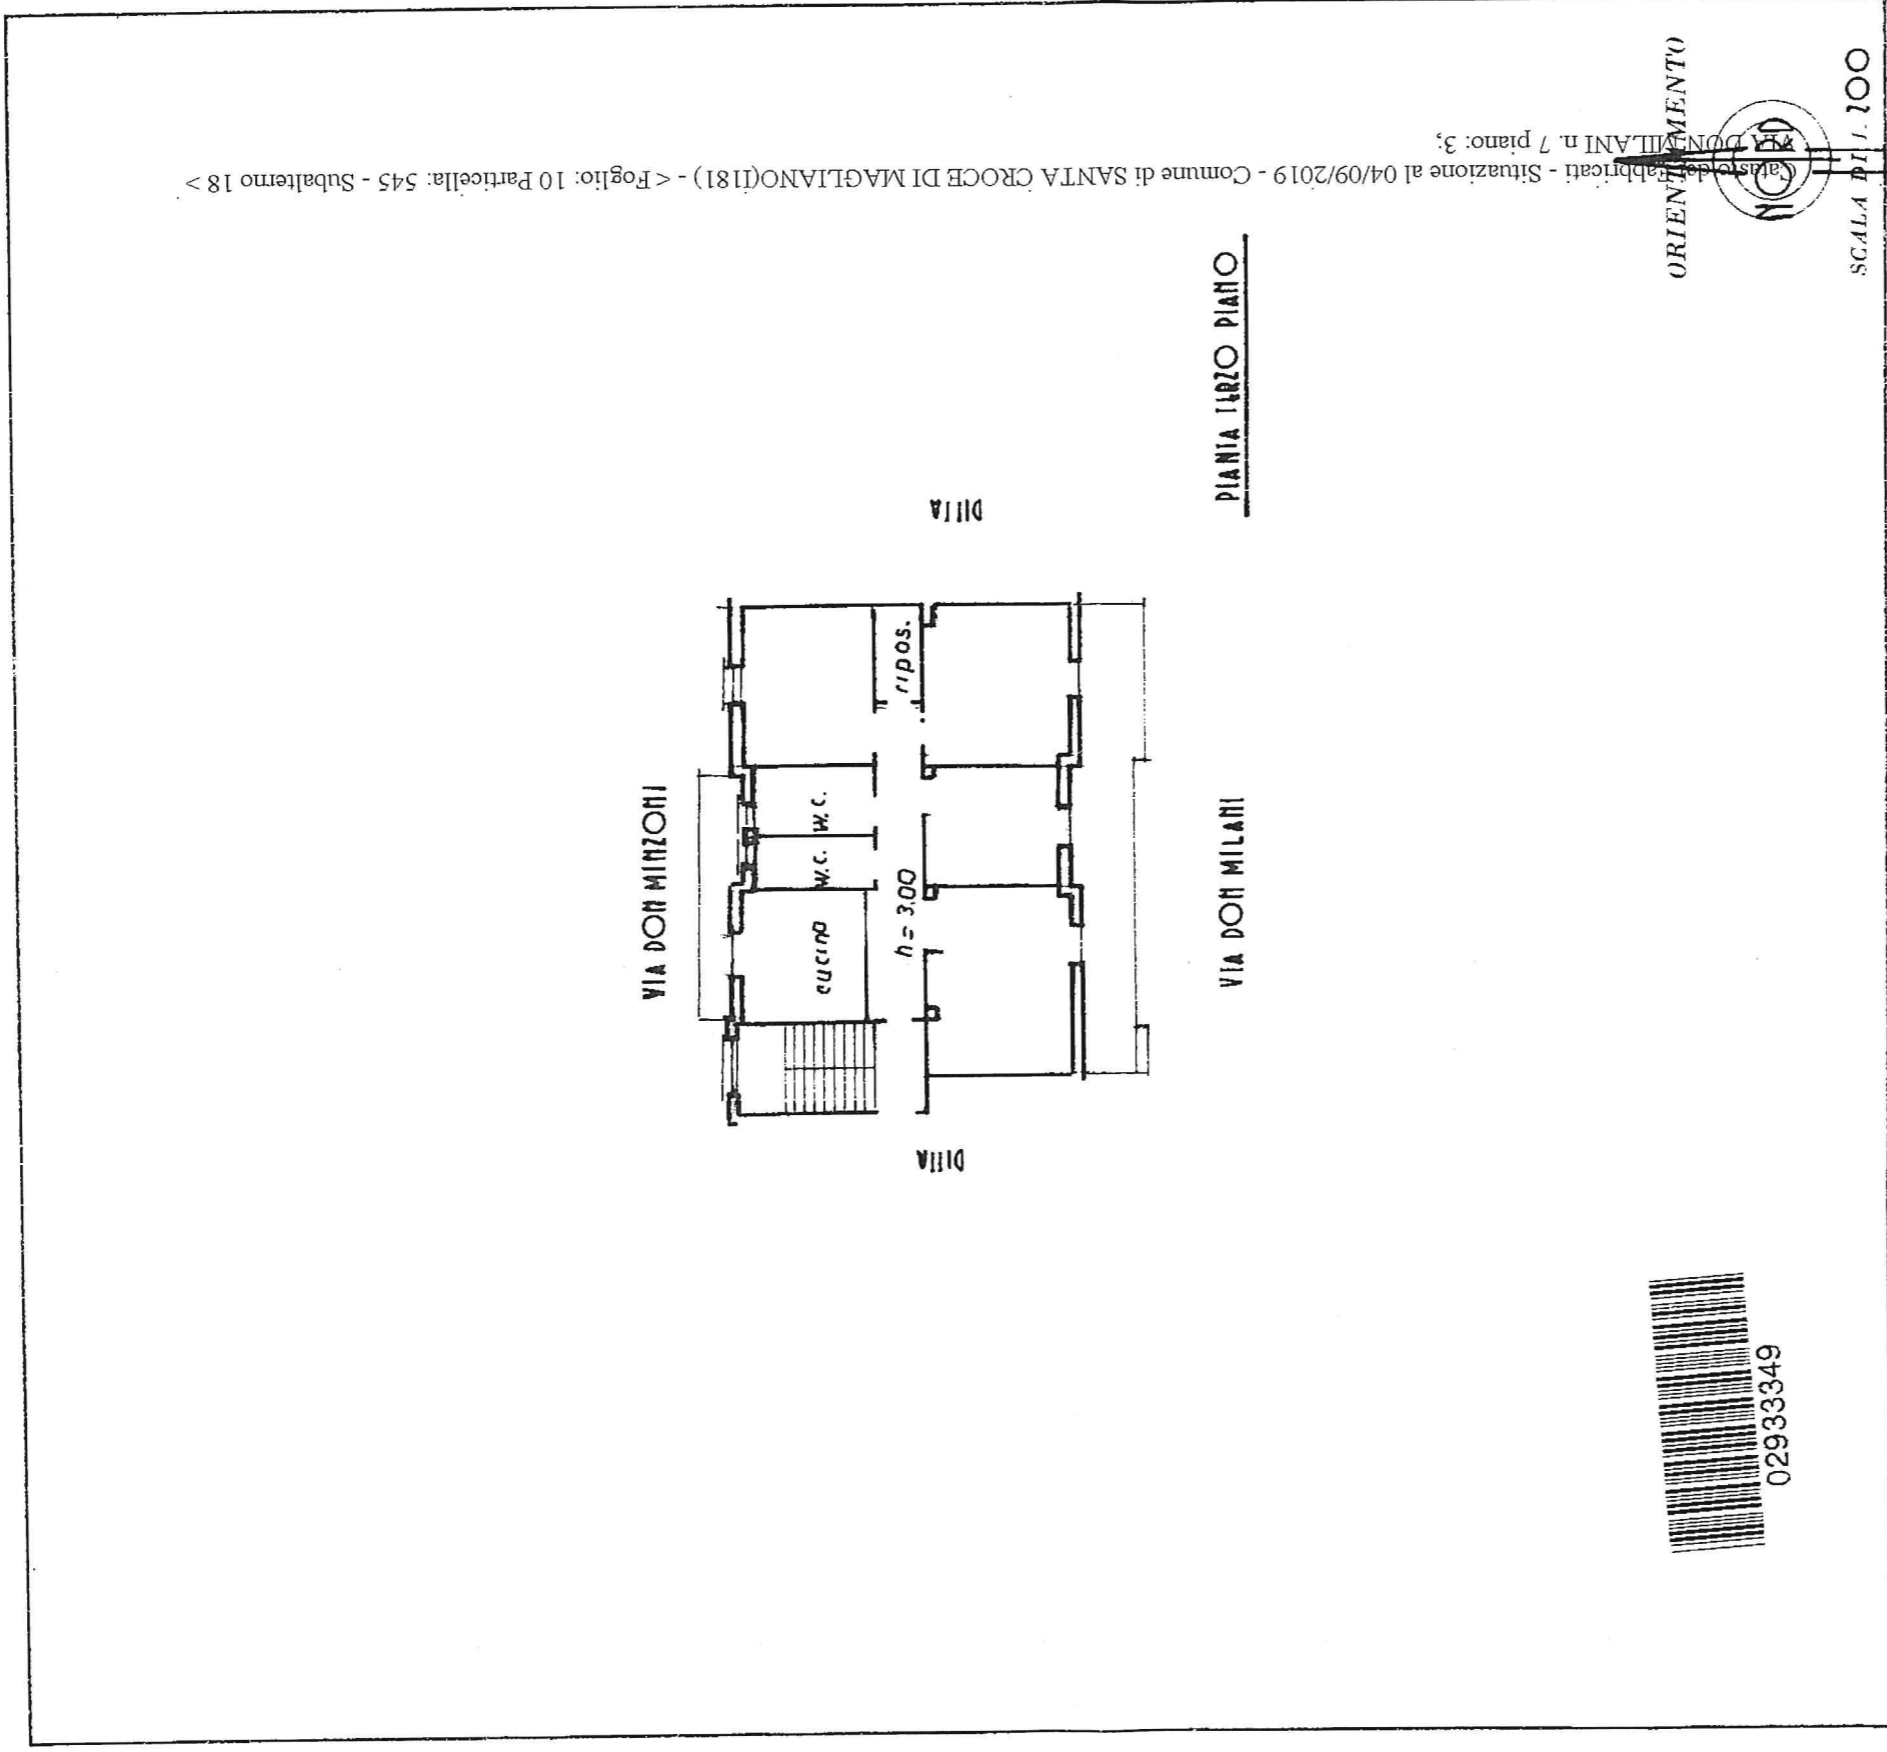 Catasto dei Fabbricati - Situazione al 04/09/2019 - Comune di SANTA CROCE DI MAGLIANO(I181) - < Foglio: 10 Particella: 545 - Subalterno 18 >
VIA DON MILANI n. 7 piano: 3;
ORIENTAMENTO
NORD
SCALA DI 1: 200
PIANTA TERZO PIANO
DITTA
VIA DON MINZONI
ripos.
w.c.
w.c.
cucina
h = 3,00
VIA DON MILANI
DITTA
02933349